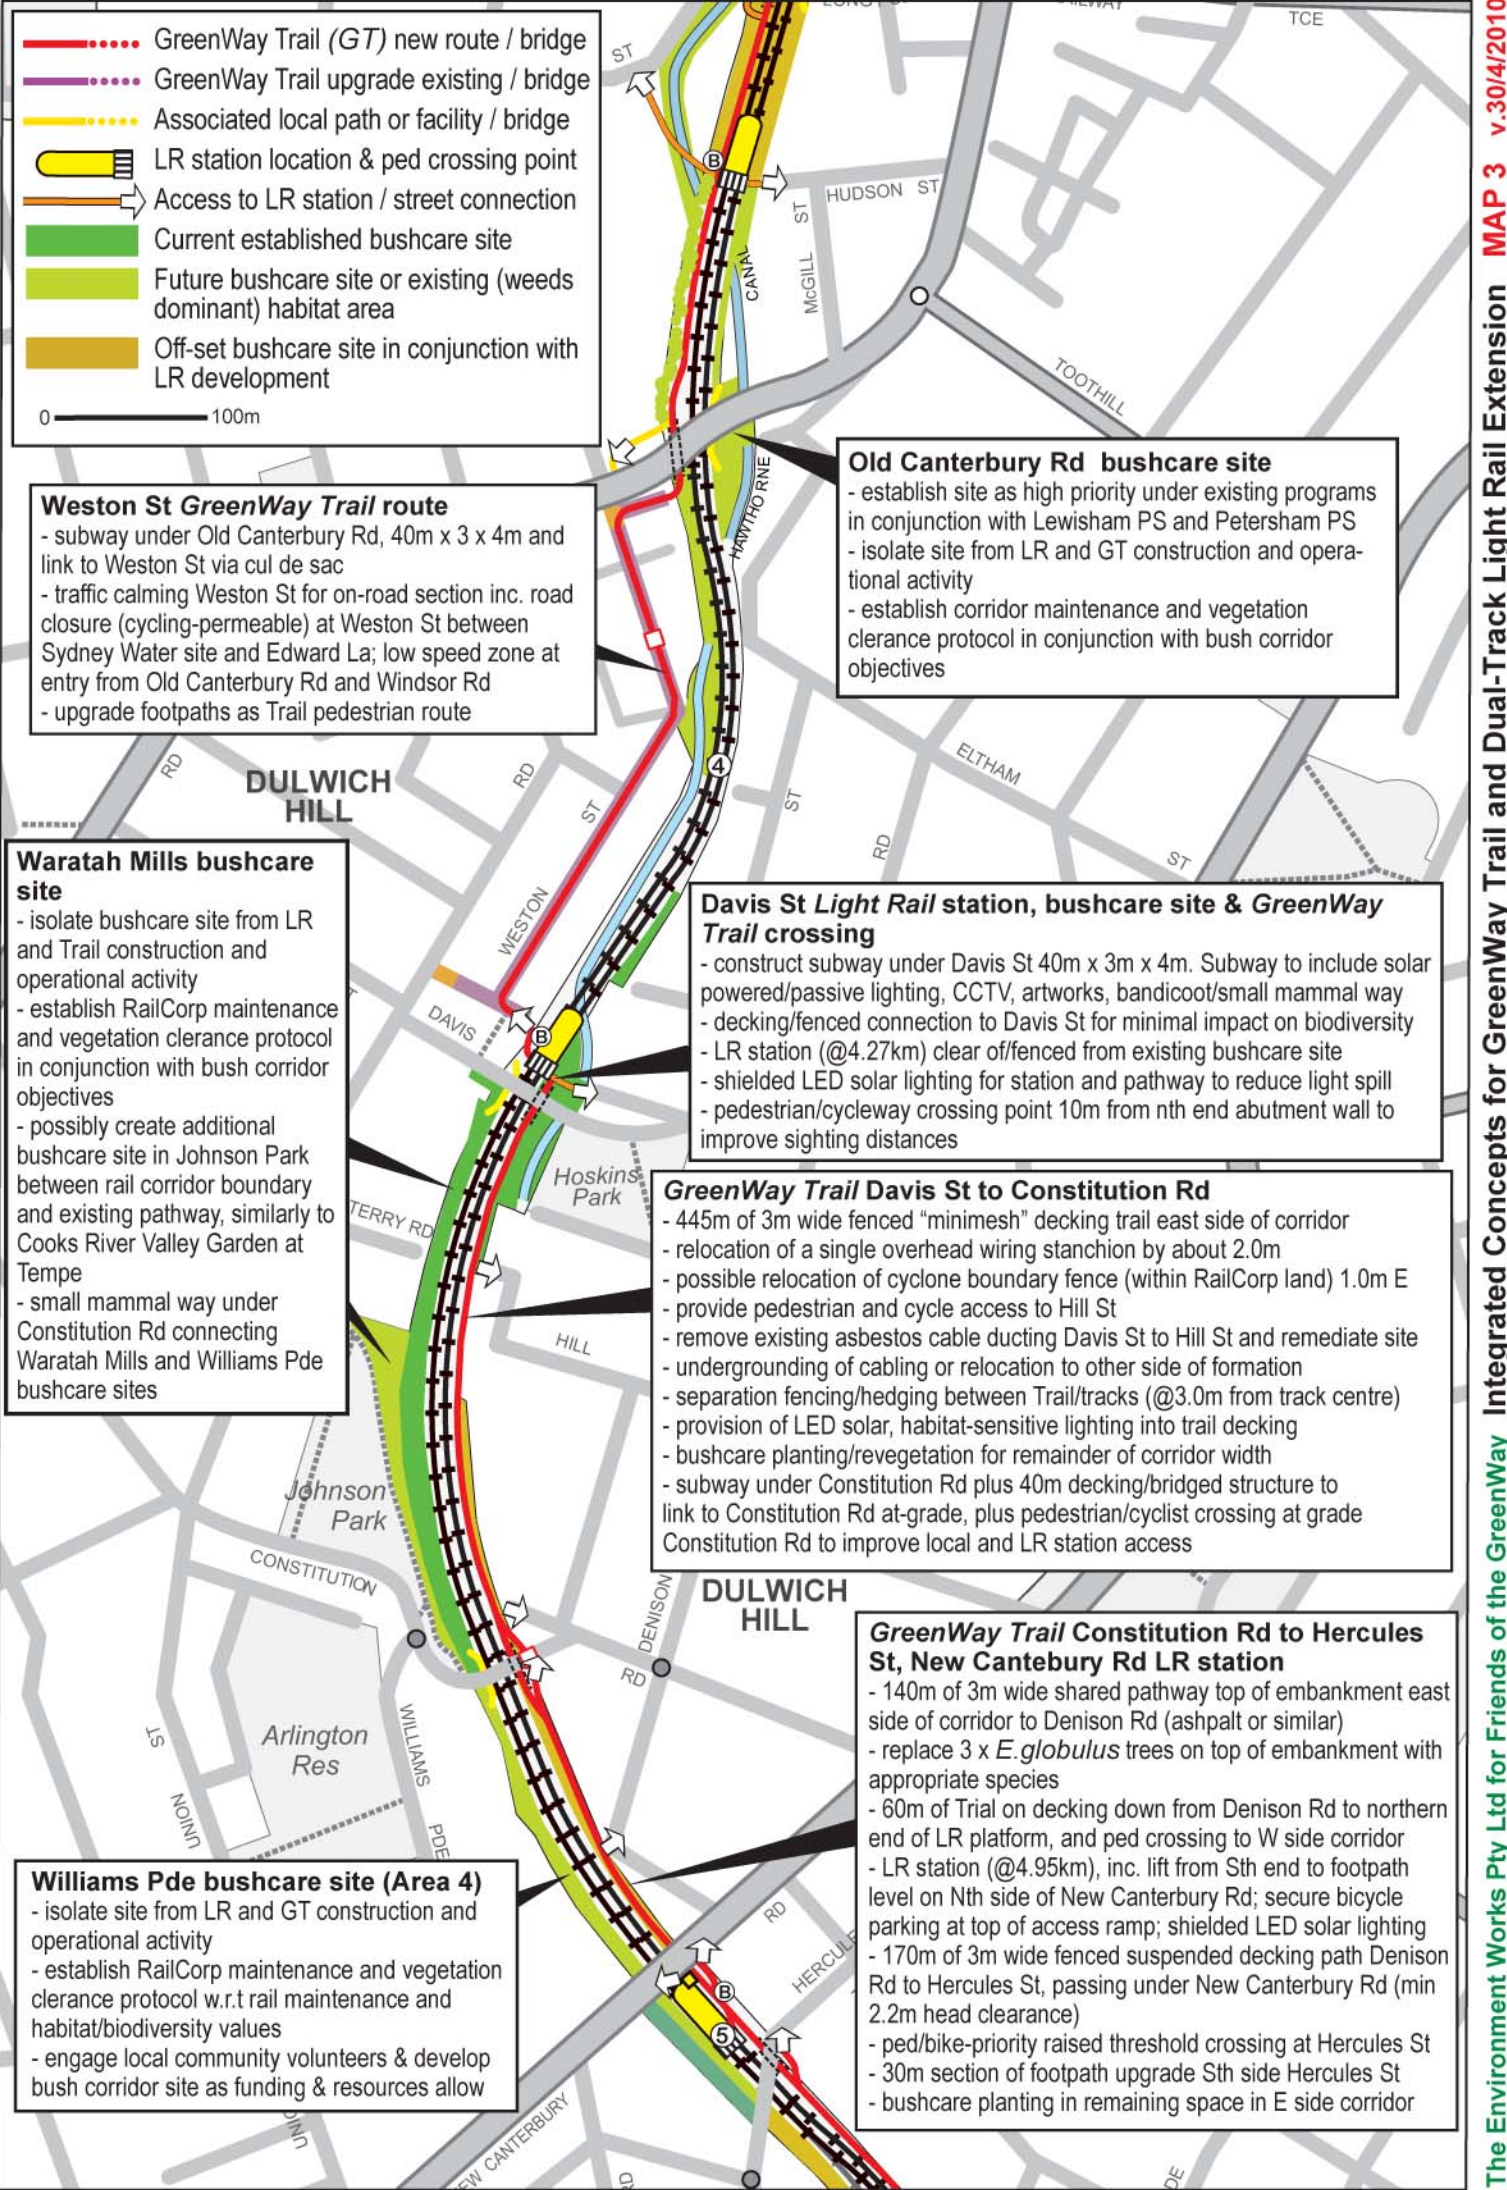 GreenWay Trail (GT) new route / bridge
GreenWay Trail upgrade existing / bridge
Associated local path or facility / bridge
LR station location & ped crossing point
Access to LR station / street connection
Current established bushcare site
Future bushcare site or existing (weeds
dominant) habitat area
Off-set bushcare site in conjunction with
LR development
0 100m
ST
TCE
B
HUDSON ST
ST
McGILL
CANAL
TOOTHILL
HAWTHORNE
Old Canterbury Rd bushcare site
- establish site as high priority under existing programs
in conjunction with Lewisham PS and Petersham PS
- isolate site from LR and GT construction and opera-
tional activity
- establish corridor maintenance and vegetation
clerance protocol in conjunction with bush corridor
objectives
Weston St GreenWay Trail route
- subway under Old Canterbury Rd, 40m x 3 x 4m and
link to Weston St via cul de sac
- traffic calming Weston St for on-road section inc. road
closure (cycling-permeable) at Weston St between
Sydney Water site and Edward La; low speed zone at
entry from Old Canterbury Rd and Windsor Rd
- upgrade footpaths as Trail pedestrian route
RD
DULWICH
HILL
RD
ST
4
ST
RD
ELTHAM
ST
WESTON
DAVIS
B
Waratah Mills bushcare
site
- isolate bushcare site from LR
and Trail construction and
operational activity
- establish RailCorp maintenance
and vegetation clerance protocol
in conjunction with bush corridor
objectives
- possibly create additional
bushcare site in Johnson Park
between rail corridor boundary
and existing pathway, similarly to
Cooks River Valley Garden at
Tempe
- small mammal way under
Constitution Rd connecting
Waratah Mills and Williams Pde
bushcare sites
Davis St Light Rail station, bushcare site & GreenWay
Trail crossing
- construct subway under Davis St 40m x 3m x 4m. Subway to include solar
powered/passive lighting, CCTV, artworks, bandicoot/small mammal way
- decking/fenced connection to Davis St for minimal impact on biodiversity
- LR station (@4.27km) clear of/fenced from existing bushcare site
- shielded LED solar lighting for station and pathway to reduce light spill
- pedestrian/cycleway crossing point 10m from nth end abutment wall to
improve sighting distances
Hoskins
Park
TERRY RD
HILL
GreenWay Trail Davis St to Constitution Rd
- 445m of 3m wide fenced “minimesh” decking trail east side of corridor
- relocation of a single overhead wiring stanchion by about 2.0m
- possible relocation of cyclone boundary fence (within RailCorp land) 1.0m E
- provide pedestrian and cycle access to Hill St
- remove existing asbestos cable ducting Davis St to Hill St and remediate site
- undergrounding of cabling or relocation to other side of formation
- separation fencing/hedging between Trail/tracks (@3.0m from track centre)
- provision of LED solar, habitat-sensitive lighting into trail decking
- bushcare planting/revegetation for remainder of corridor width
- subway under Constitution Rd plus 40m decking/bridged structure to
link to Constitution Rd at-grade, plus pedestrian/cyclist crossing at grade
Constitution Rd to improve local and LR station access
Johnson
Park
CONSTITUTION
DENISON
RD
DULWICH
HILL
Arlington
Res
ST
UNION
WILLIAMS
PDE
GreenWay Trail Constitution Rd to Hercules
St, New Cantebury Rd LR station
- 140m of 3m wide shared pathway top of embankment east
side of corridor to Denison Rd (ashpalt or similar)
- replace 3 x E.globulus trees on top of embankment with
appropriate species
- 60m of Trial on decking down from Denison Rd to northern
end of LR platform, and ped crossing to W side corridor
- LR station (@4.95km), inc. lift from Sth end to footpath
level on Nth side of New Canterbury Rd; secure bicycle
parking at top of access ramp; shielded LED solar lighting
- 170m of 3m wide fenced suspended decking path Denison
Rd to Hercules St, passing under New Canterbury Rd (min
2.2m head clearance)
- ped/bike-priority raised threshold crossing at Hercules St
- 30m section of footpath upgrade Sth side Hercules St
- bushcare planting in remaining space in E side corridor
Williams Pde bushcare site (Area 4)
- isolate site from LR and GT construction and
operational activity
- establish RailCorp maintenance and vegetation
clerance protocol w.r.t rail maintenance and
habitat/biodiversity values
- engage local community volunteers & develop
bush corridor site as funding & resources allow
RD
HERCULE
B
5
EW CANTERBURY
The Environment Works Pty Ltd for Friends of the GreenWay Integrated Concepts for GreenWay Trail and Dual-Track Light Rail Extension MAP 3 v.30/4/2010